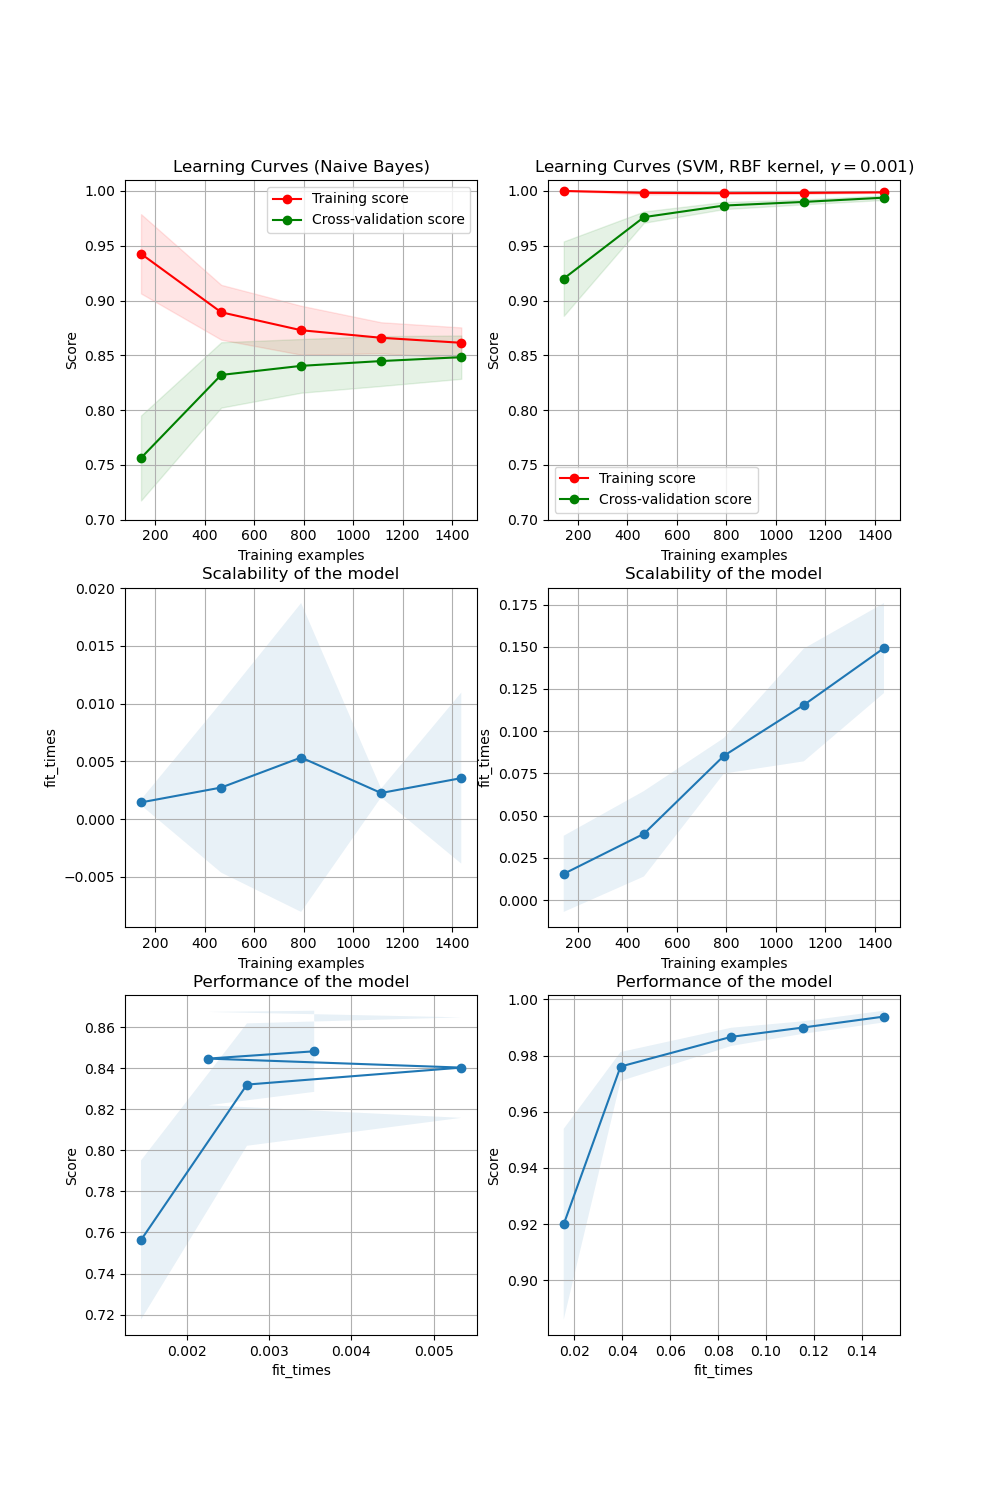 Learning Curves (Naive Bayes)
1.00
0.95
0.90
0.85
0.80
0.75
0.70
Score
Training score
Cross-validation score
200 400 600 800 1000 1200 1400
Training examples
Learning Curves (SVM, RBF kernel, γ = 0.001)
1.00
0.95
0.90
0.85
0.80
0.75
0.70
Score
Training score
Cross-validation score
200 400 600 800 1000 1200 1400
Training examples
Scalability of the model
0.020
0.015
0.010
0.005
0.000
−0.005
fit_times
200 400 600 800 1000 1200 1400
Training examples
Scalability of the model
0.175
0.150
0.125
0.100
0.075
0.050
0.025
0.000
fit_times
200 400 600 800 1000 1200 1400
Training examples
Performance of the model
0.86
0.84
0.82
0.80
0.78
0.76
0.74
0.72
Score
0.002 0.003 0.004 0.005
fit_times
Performance of the model
1.00
0.98
0.96
0.94
0.92
0.90
Score
0.02 0.04 0.06 0.08 0.10 0.12 0.14
fit_times